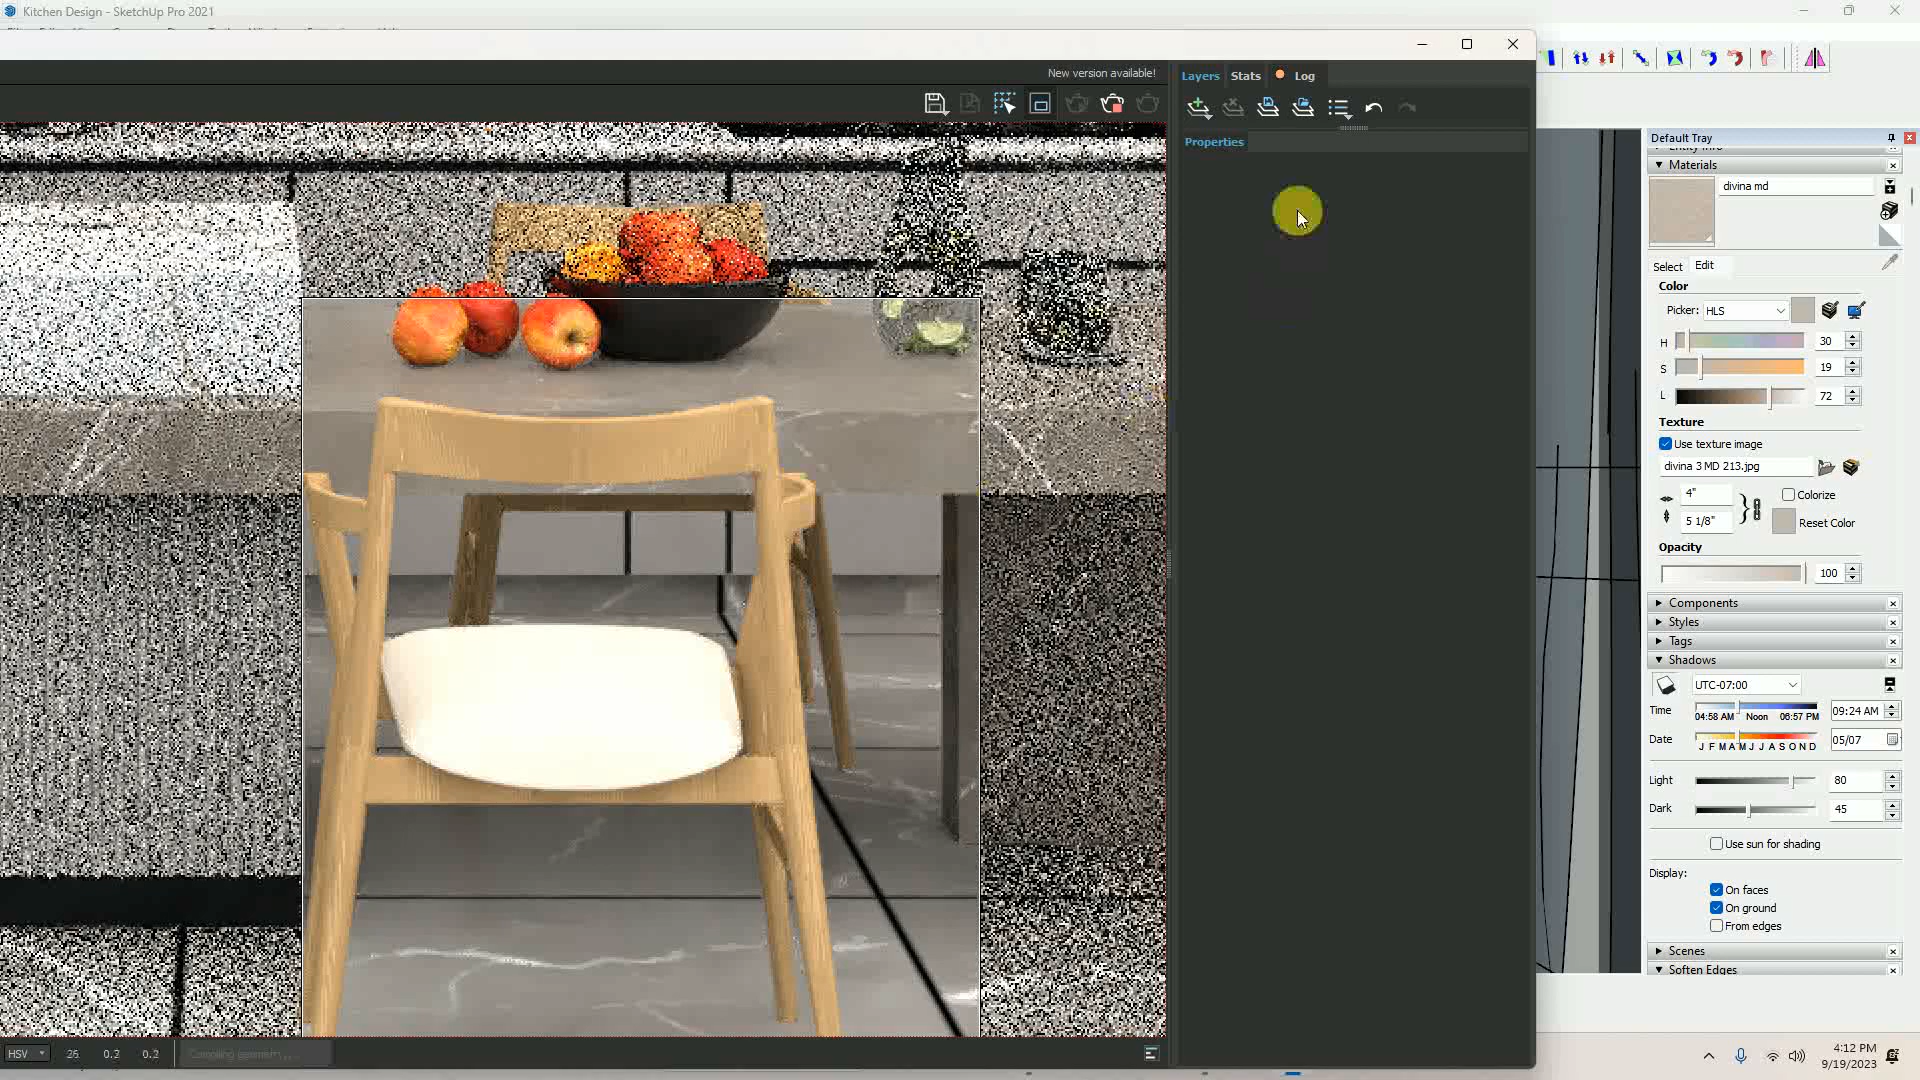 Kitchen Design - SketchUp Pro 2021
New version available!
Layers Stats Log
Properties
Default Tray
Materials
divina md
Select Edit
Color
Picker: HLS
H 30
S 19
L 72
Texture
Use texture image
divina 3 MD 213.jpg
4"
Colorize
5 1/8"
Reset Color
Opacity
100
Components
Styles
Tags
Shadows
UTC-07:00
Time 04:58 AM Noon 06:57 PM 09:24 AM
Date J F M A M J J A S O N D 05/07
Light 80
Dark 45
Use sun for shading
Display:
On faces
On ground
From edges
Scenes
Soften Edges
HSV 26 0.2 0.2 Compiling geometry...
4:12 PM
9/19/2023